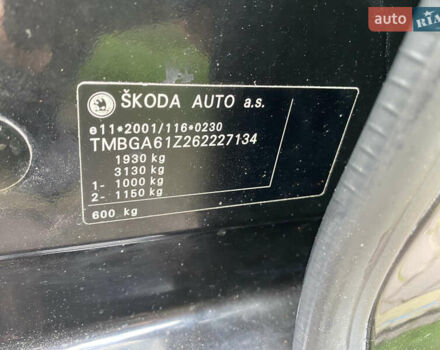 auto RIA
ŠKODA AUTO a.s.
e11*2001/116*0230
TMBGA61Z262227134
1930 kg
3130 kg
1- 1000 kg
2- 1150 kg
600 kg